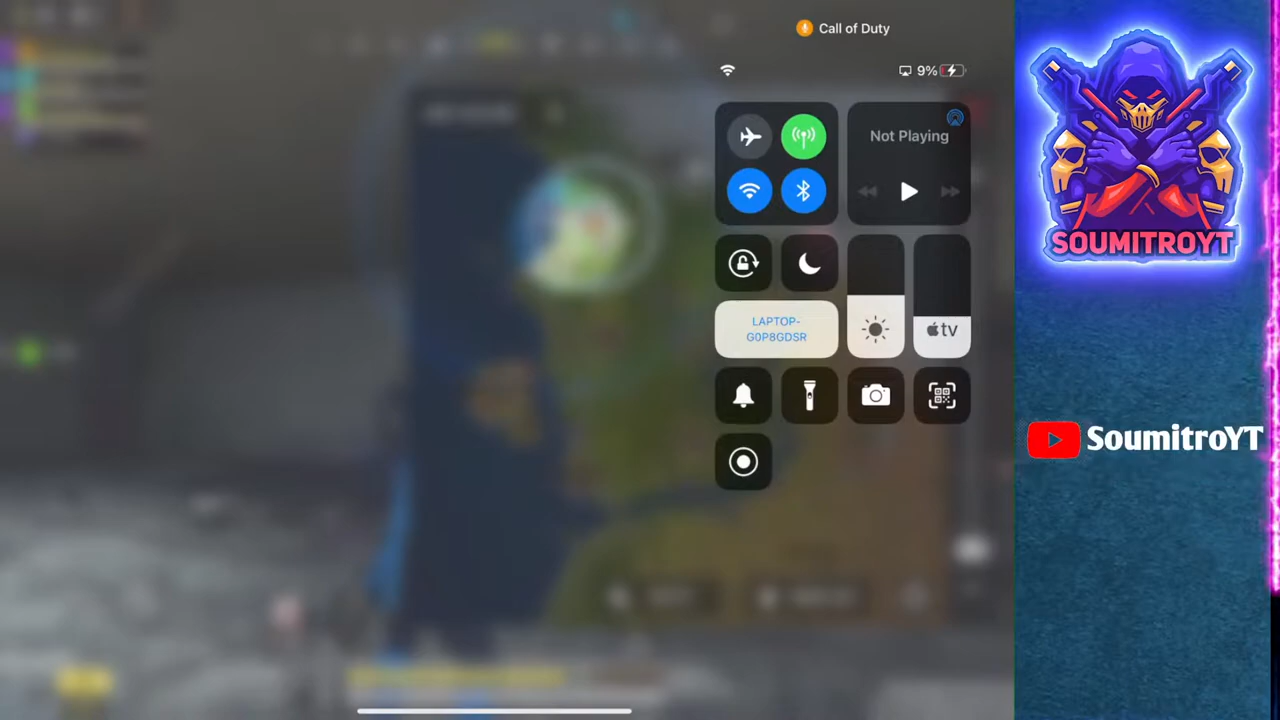 Call of Duty
9%
Not Playing
LAPTOP-
G0P8GDSR
tv
SOUMITROYT
SoumitroYT